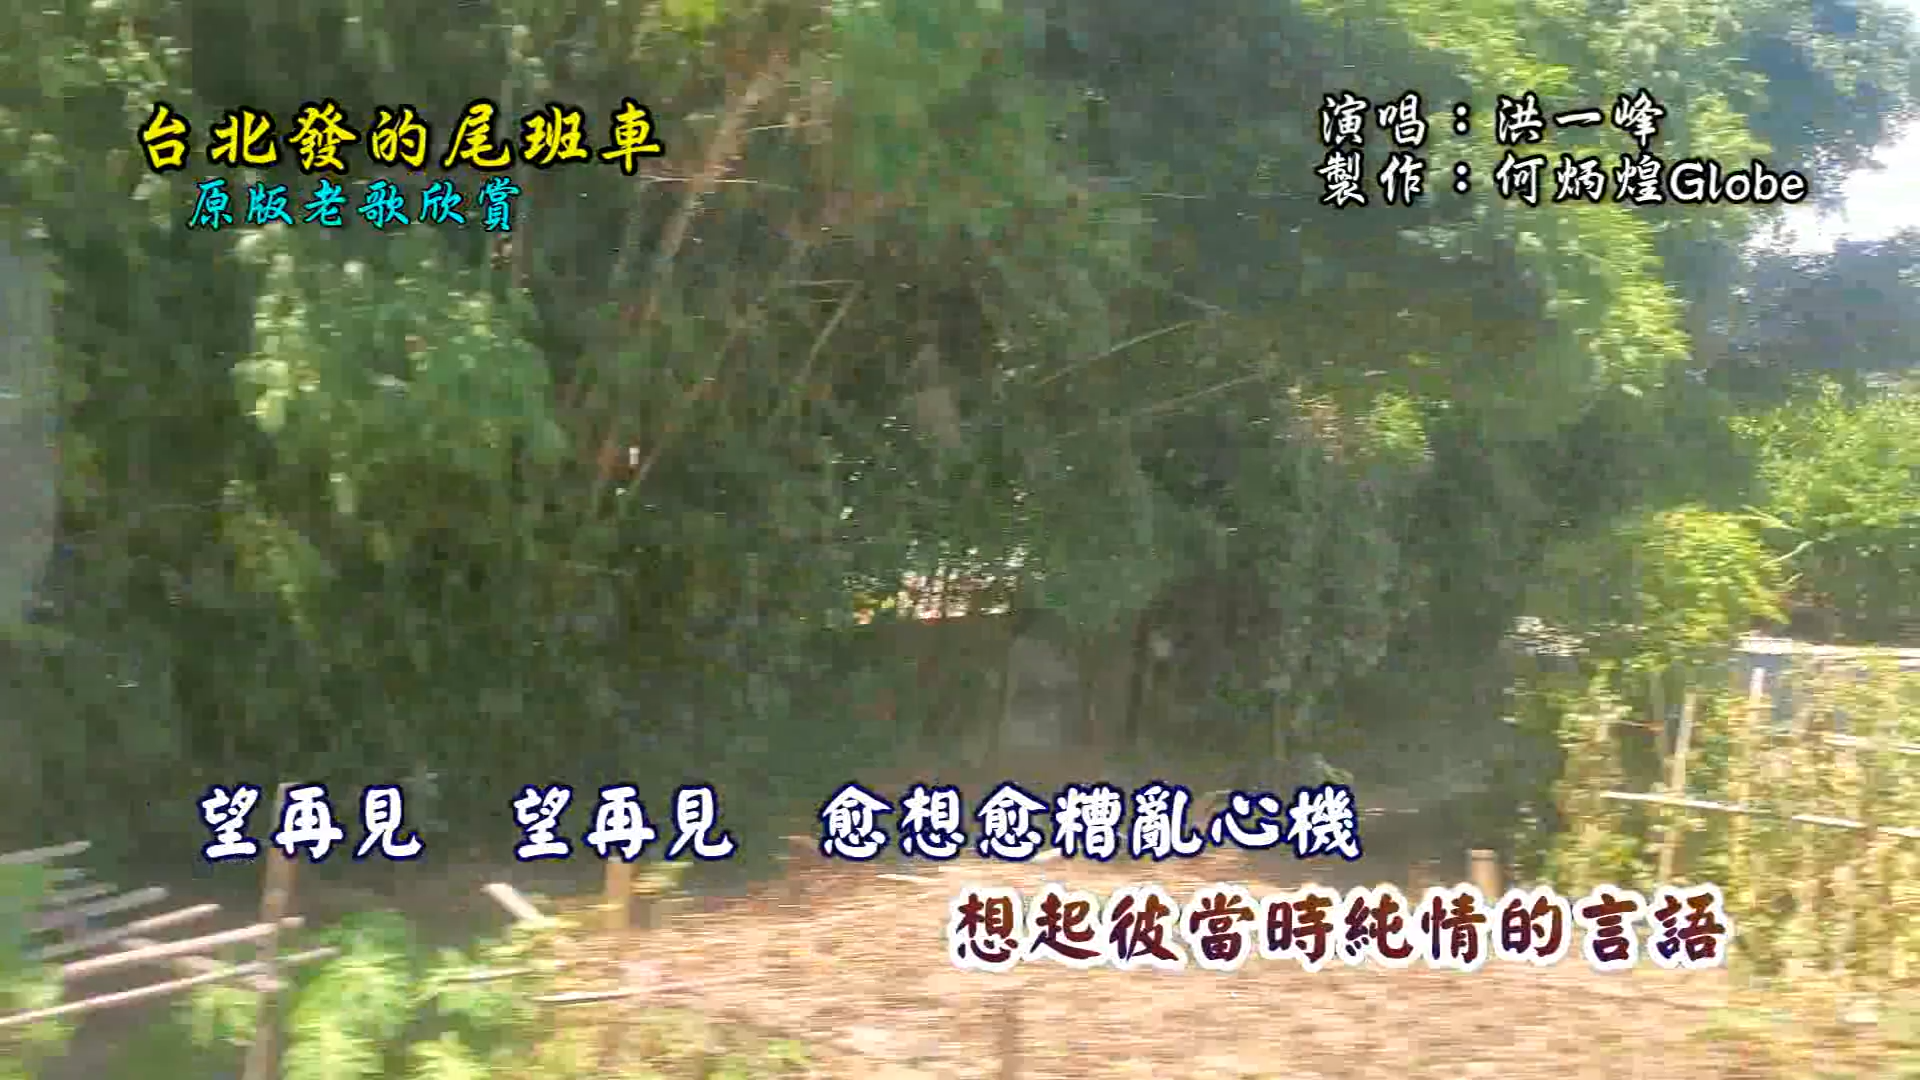 台北發的尾班車
原版老歌欣賞
演唱：洪一峰
製作：何炳煌Globe
望再見　望再見　愈想愈糟亂心機
想起彼當時純情的言語